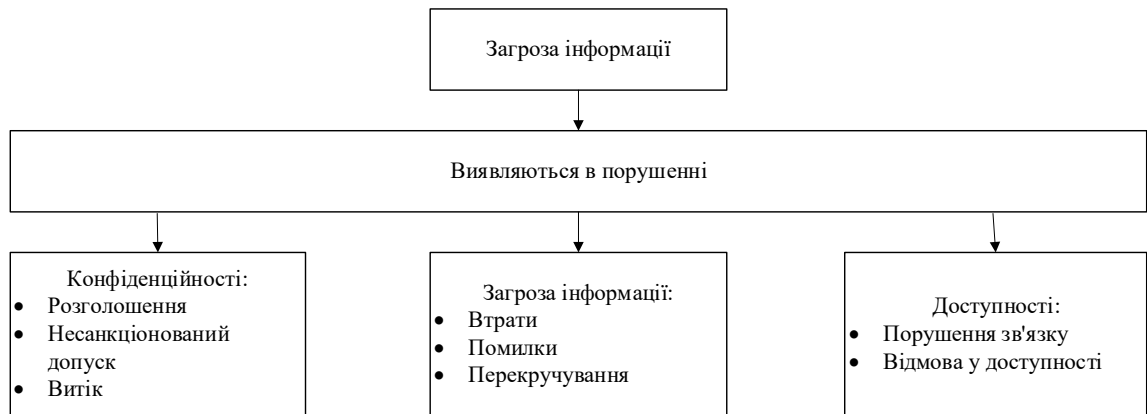 Загроза інформації
Виявляються в порушенні
Конфіденційності:
• Розголошення
• Несанкціонований
допуск
• Витік
Загроза інформації:
• Втрати
• Помилки
• Перекручування
Доступності:
• Порушення зв'язку
• Відмова у доступності